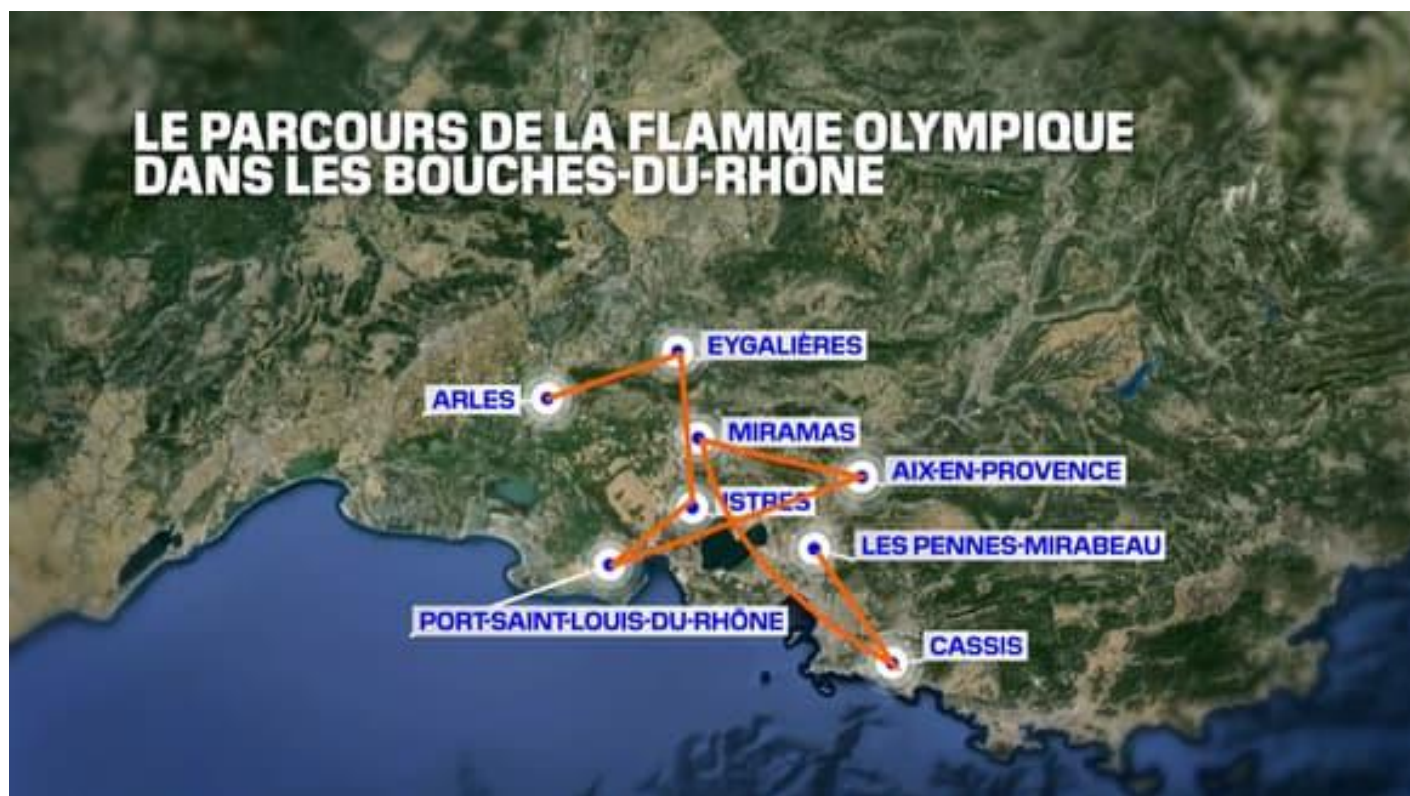 LE PARCOURS DE LA FLAMME OLYMPIQUE
DANS LES BOUCHES-DU-RHÔNE
EYGALIÈRES
ARLES
MIRAMAS
AIX-EN-PROVENCE
ISTRES
LES PENNES-MIRABEAU
PORT-SAINT-LOUIS-DU-RHÔNE
CASSIS